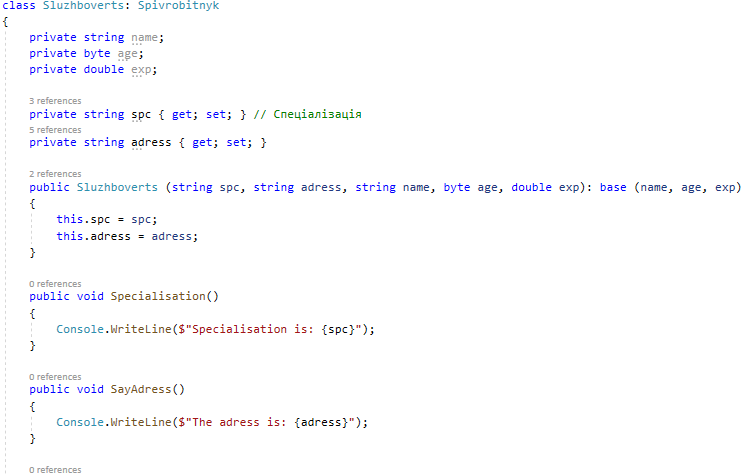 class Sluzhboverts: Spivrobitnyk
{
private string name;
private byte age;
private double exp;
3 references
private string spc { get; set; } // Спеціалізація
5 references
private string adress { get; set; }
2 references
public Sluzhboverts (string spc, string adress, string name, byte age, double exp): base (name, age, exp)
{
this.spc = spc;
this.adress = adress;
}
0 references
public void Specialisation()
{
Console.WriteLine($"Specialisation is: {spc}");
}
0 references
public void SayAdress()
{
Console.WriteLine($"The adress is: {adress}");
}
0 references